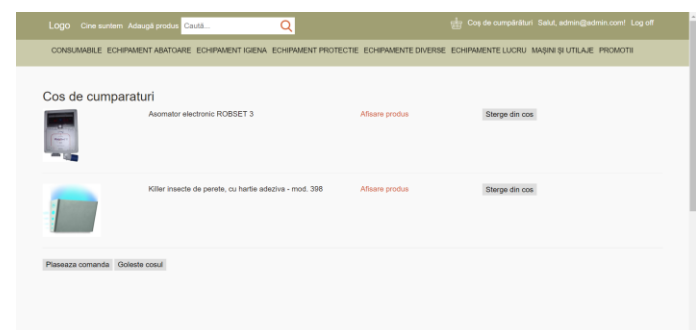 Logo Cine suntem Adaugă produs Caută... Coș de cumpărături Salut, admin@admin.com! Log off
CONSUMABILE ECHIPAMENT ABATOARE ECHIPAMENT IGIENA ECHIPAMENT PROTECTIE ECHIPAMENTE DIVERSE ECHIPAMENTE LUCRU MAȘINI ȘI UTILAJE PROMOTII
Cos de cumparaturi
Asomator electronic ROBSET 3 Afisare produs Sterge din cos
Killer insecte de perete, cu hartie adeziva - mod. 398 Afisare produs Sterge din cos
Plaseaza comanda Goleste cosul